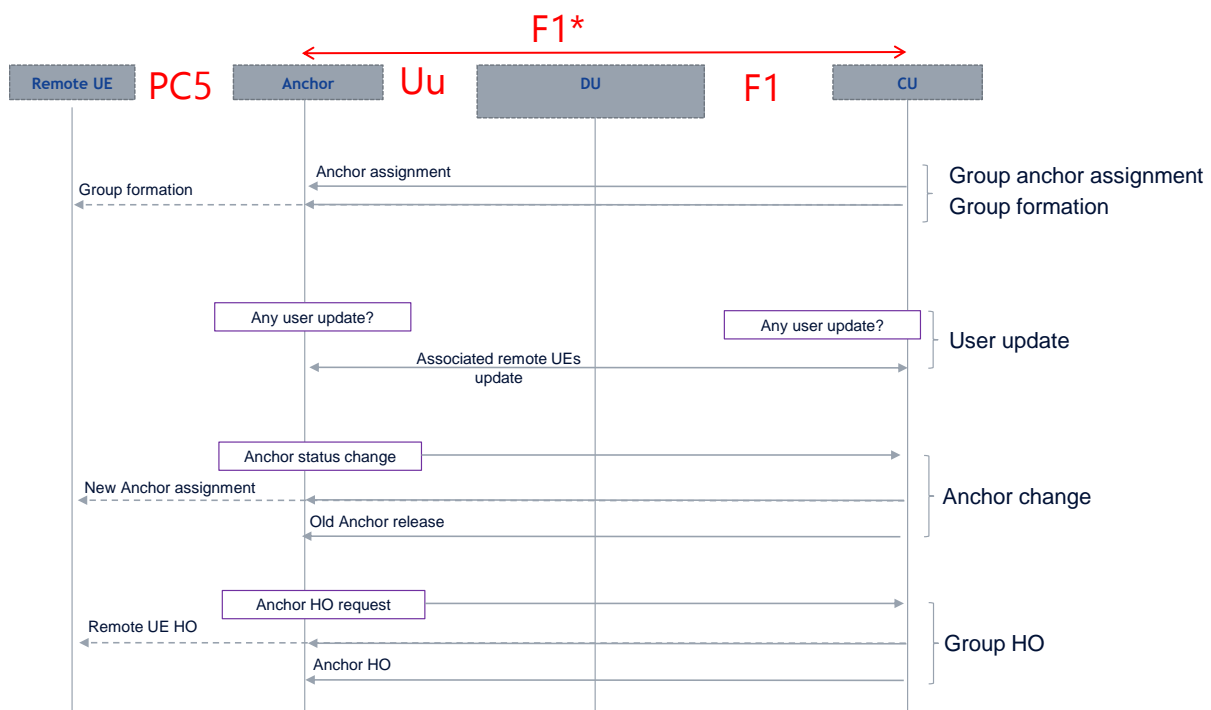 F1*
Remote UE
PC5
Anchor
Uu
DU
F1
CU
Anchor assignment
Group formation
Group anchor assignment
Group formation
Any user update?
Any user update?
User update
Associated remote UEs
update
Anchor status change
New Anchor assignment
Anchor change
Old Anchor release
Anchor HO request
Remote UE HO
Group HO
Anchor HO